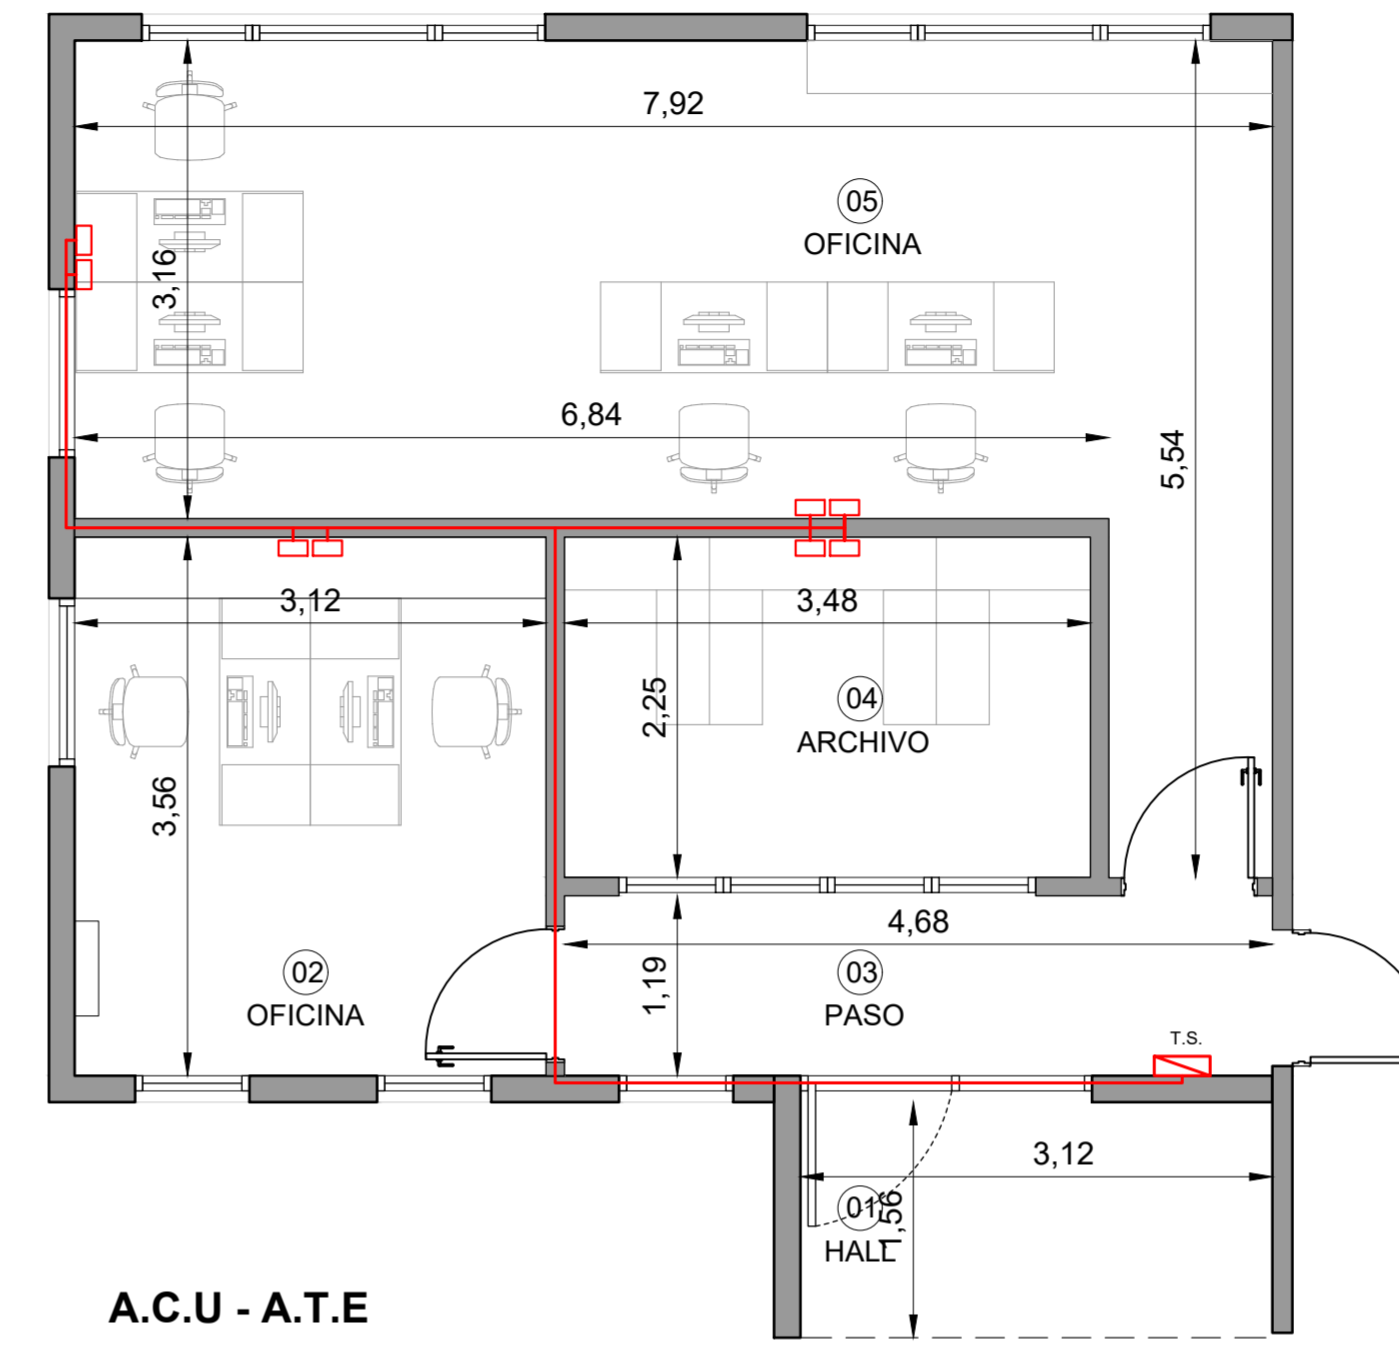 7,92
05
OFICINA
3,16
6,84
5,54
3,12
3,48
2,25
04
ARCHIVO
3,56
4,68
02
OFICINA
1,19
03
PASO
T.S.
3,12
01
1,56
HALL
A.C.U - A.T.E